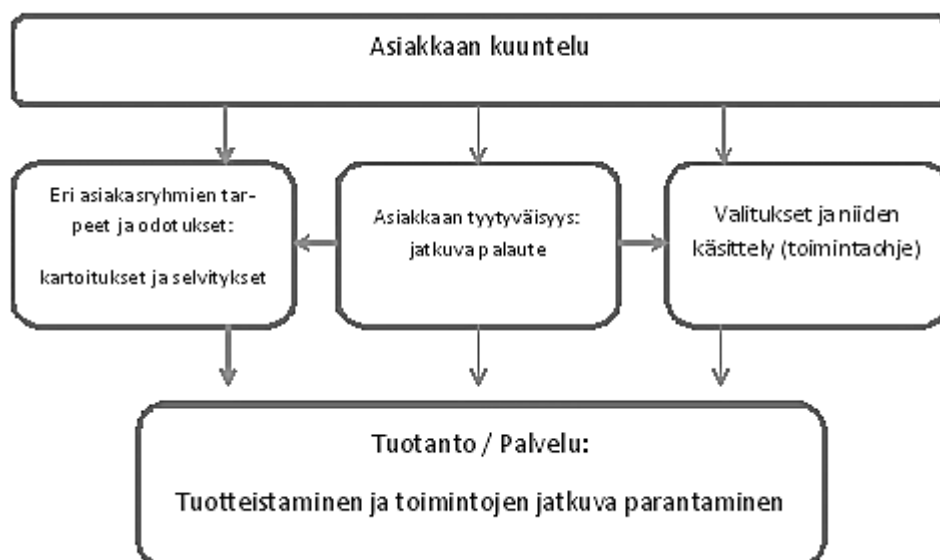 Asiakkaan kuuntelu
Eri asiakasryhmien tar-
peet ja odotukset:
kartoitukset ja selvitykset
Asiakkaan tyytyväisyys:
jatkuva palaute
Valitukset ja niiden
käsittely (toimintaohje)
Tuotanto / Palvelu:
Tuotteistaminen ja toimintojen jatkuva parantaminen